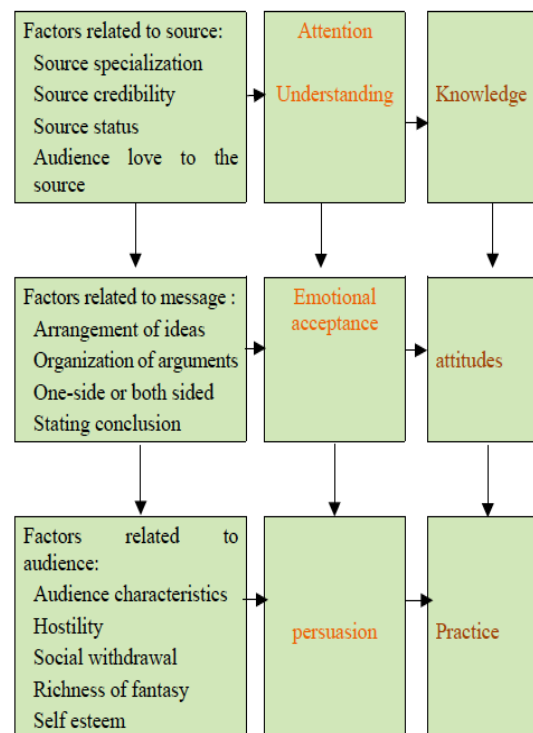 Factors related to source:
Source specialization
Source credibility
Source status
Audience love to the
source
Attention
Understanding
Knowledge
Factors related to message :
Arrangement of ideas
Organization of arguments
One-side or both sided
Stating conclusion
Emotional
acceptance
attitudes
Factors related to
audience:
Audience characteristics
Hostility
Social withdrawal
Richness of fantasy
Self esteem
persuasion
Practice